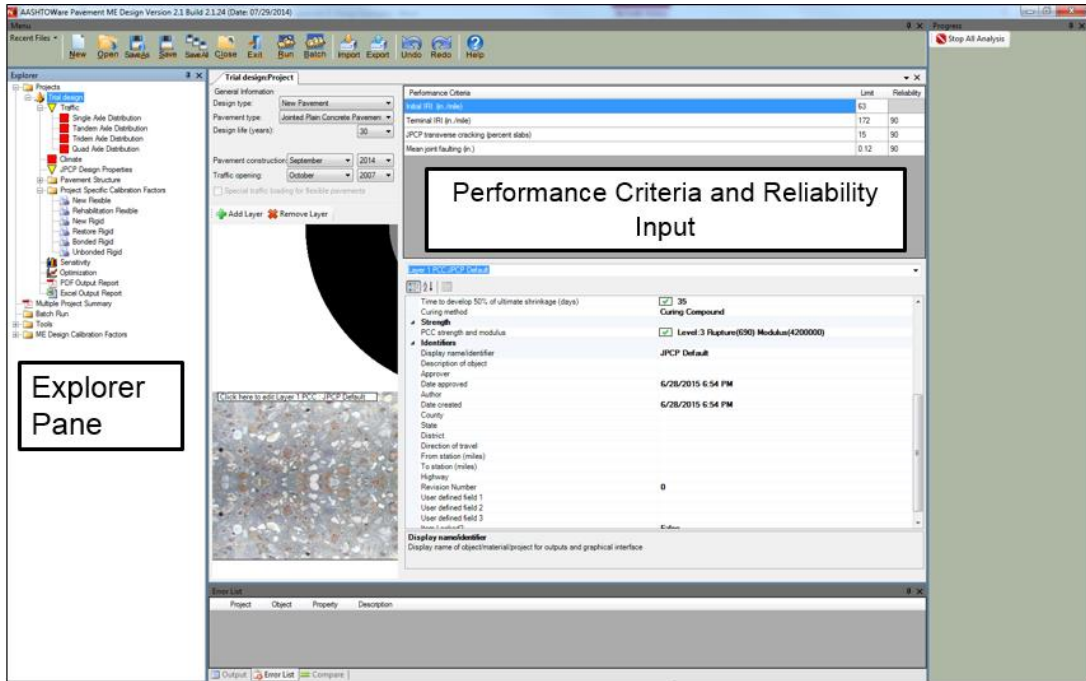 AASHTOWare Pavement ME Design Version 2.1 Build 2.1.24 (Date: 07/29/2014)
Menu
Recent Files
New Open SaveAs Save SaveAll Close Exit Run Batch Import Export Undo Redo Help
Progress
Stop All Analysis
Explorer
Projects
Trial design
Traffic
Single Axle Distribution
Tandem Axle Distribution
Tridem Axle Distribution
Quad Axle Distribution
Climate
JPCP Design Properties
Pavement Structure
Project Specific Calibration Factors
New Flexible
Rehabilitation Flexible
New Rigid
Restore Rigid
Bonded Rigid
Unbonded Rigid
Sensitivity
Optimization
PDF Output Report
Excel Output Report
Multiple Project Summary
Batch Run
Tools
ME Design Calibration Factors
Explorer
Pane
Trial design:Project
General Information
Design type: New Pavement
Pavement type: Jointed Plain Concrete Pavemen
Design life (years): 30
Pavement construction: September 2014
Traffic opening: October 2007
Special traffic loading for flexible pavements
Add Layer Remove Layer
Click here to edit Layer 1 PCC : JPCP Default
Performance Criteria Limit Reliability
Initial IRI (in./mile) 63
Terminal IRI (in./mile) 172 90
JPCP transverse cracking (percent slabs) 15 90
Mean joint faulting (in.) 0.12 90
Performance Criteria and Reliability
Input
Layer 1 PCC:JPCP Default
Time to develop 50% of ultimate shrinkage (days) 35
Curing method Curing Compound
Strength
PCC strength and modulus Level:3 Rupture(690) Modulus(4200000)
Identifiers
Display name/identifier JPCP Default
Description of object
Approver
Date approved 6/28/2015 6:54 PM
Author
Date created 6/28/2015 6:54 PM
County
State
District
Direction of travel
From station (miles)
To station (miles)
Highway
Revision Number 0
User defined field 1
User defined field 2
User defined field 3
Item Locked? False
Display name/identifier
Display name of object/material/project for outputs and graphical interface
Error List
Project Object Property Description
Output Error List Compare